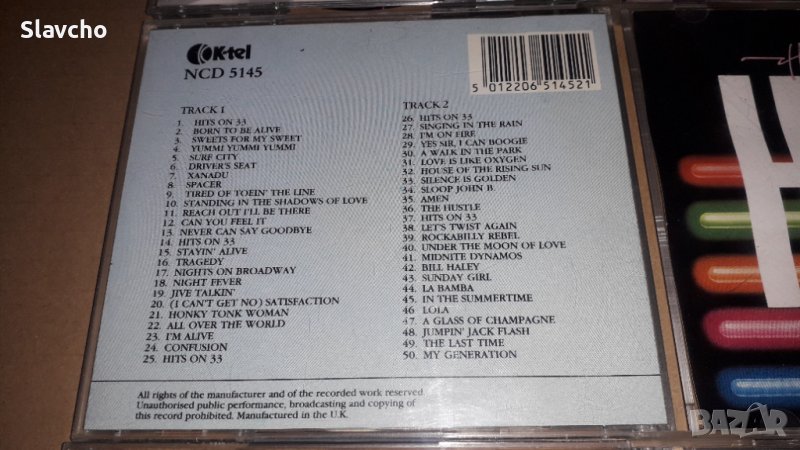 Slavcho
K-tel
NCD 5145
5 012206 514521
TRACK 1
1. HITS ON 33
2. BORN TO BE ALIVE
3. SWEETS FOR MY SWEET
4. YUMMI YUMMI YUMMI
5. SURF CITY
6. DRIVER'S SEAT
7. XANADU
8. SPACER
9. TIRED OF TOEIN' THE LINE
10. STANDING IN THE SHADOWS OF LOVE
11. REACH OUT I'LL BE THERE
12. CAN YOU FEEL IT
13. NEVER CAN SAY GOODBYE
14. HITS ON 33
15. STAYIN' ALIVE
16. TRAGEDY
17. NIGHTS ON BROADWAY
18. NIGHT FEVER
19. JIVE TALKIN'
20. (I CAN'T GET NO) SATISFACTION
21. HONKY TONK WOMAN
22. ALL OVER THE WORLD
23. I'M ALIVE
24. CONFUSION
25. HITS ON 33
TRACK 2
26. HITS ON 33
27. SINGING IN THE RAIN
28. I'M ON FIRE
29. YES SIR, I CAN BOOGIE
30. A WALK IN THE PARK
31. LOVE IS LIKE OXYGEN
32. HOUSE OF THE RISING SUN
33. SILENCE IS GOLDEN
34. SLOOP JOHN B.
35. AMEN
36. THE HUSTLE
37. HITS ON 33
38. LET'S TWIST AGAIN
39. ROCKABILLY REBEL
40. UNDER THE MOON OF LOVE
41. MIDNITE DYNAMOS
42. BILL HALEY
43. SUNDAY GIRL
44. LA BAMBA
45. IN THE SUMMERTIME
46. LOLA
47. A GLASS OF CHAMPAGNE
48. JUMPIN' JACK FLASH
49. THE LAST TIME
50. MY GENERATION
All rights of the manufacturer and of the recorded work reserved.
Unauthorised public performance, broadcasting and copying of
this record prohibited. Manufactured in the U.K.
BAZAR